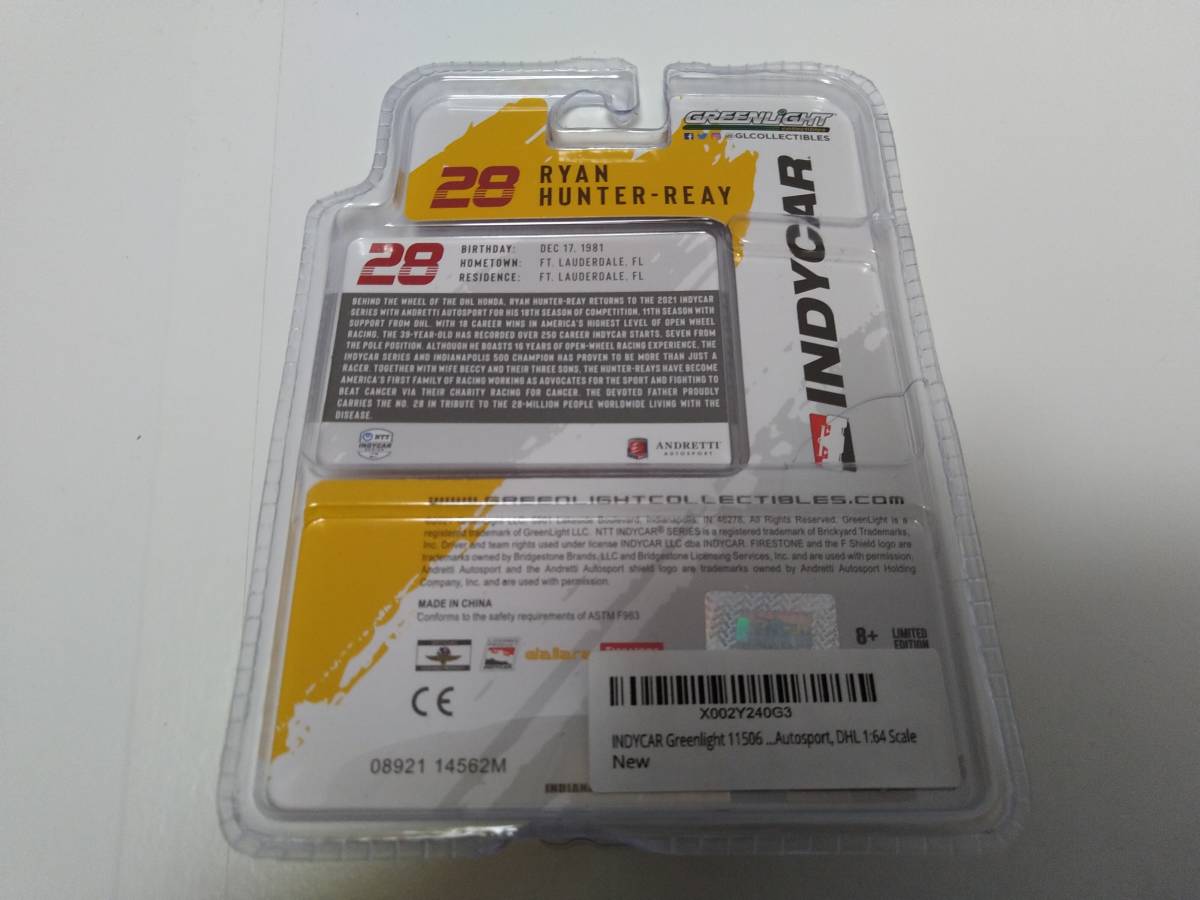 GREENLIGHT
COLLECTIBLES
GLCOLLECTIBLES
28 RYAN
HUNTER-REAY
INDYCAR
28
BIRTHDAY: DEC 17, 1981
HOMETOWN: FT. LAUDERDALE, FL
RESIDENCE: FT. LAUDERDALE, FL
BEHIND THE WHEEL OF THE DHL HONDA, RYAN HUNTER-REAY RETURNS TO THE 2021 INDYCAR
SERIES WITH ANDRETTI AUTOSPORT FOR HIS 18TH SEASON OF COMPETITION, 11TH SEASON WITH
SUPPORT FROM DHL. WITH 18 CAREER WINS IN AMERICA'S HIGHEST LEVEL OF OPEN WHEEL
RACING, THE 39-YEAR-OLD HAS RECORDED OVER 250 CAREER INDYCAR STARTS, SEVEN FROM
THE POLE POSITION. ALTHOUGH HE BOASTS 16 YEARS OF OPEN-WHEEL RACING EXPERIENCE, THE
INDYCAR SERIES AND INDIANAPOLIS 500 CHAMPION HAS PROVEN TO BE MORE THAN JUST A
RACER. TOGETHER WITH WIFE BECCY AND THEIR THREE SONS, THE HUNTER-REAYS HAVE BECOME
AMERICA'S FIRST FAMILY OF RACING WORKING AS ADVOCATES FOR THE SPORT AND FIGHTING TO
BEAT CANCER VIA THEIR CHARITY RACING FOR CANCER. THE DEVOTED FATHER PROUDLY
CARRIES THE NO. 28 IN TRIBUTE TO THE 28-MILLION PEOPLE WORLDWIDE LIVING WITH THE
DISEASE.
NTT
INDYCAR
ANDRETTI
AUTOSPORT
WWW.GREENLIGHTCOLLECTIBLES.COM
Lakeside Boulevard, Indianapolis, IN 46278. All Rights Reserved. GreenLight is a
registered trademark of GreenLight LLC. NTT INDYCAR® SERIES is a registered trademark of Brickyard Trademarks,
Inc. Driver and team rights used under license INDYCAR LLC dba INDYCAR. FIRESTONE and the F Shield logo are
trademarks owned by Bridgestone Brands, LLC and Bridgestone Licensing Services, Inc. and are used with permission.
Andretti Autosport and the Andretti Autosport shield logo are trademarks owned by Andretti Autosport Holding
Company, Inc. and are used with permission.
MADE IN CHINA
Conforms to the safety requirements of ASTM F963
8+ LIMITED
EDITION
CE
X002Y240G3
INDYCAR Greenlight 11506 ...Autosport, DHL 1:64 Scale
New
08921 14562M